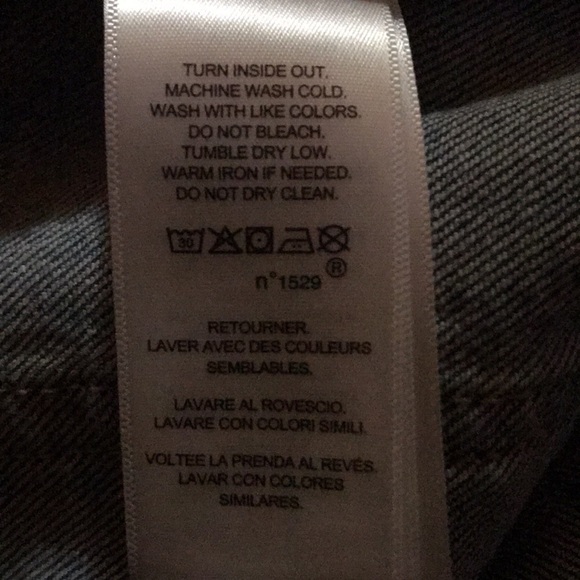 TURN INSIDE OUT.
MACHINE WASH COLD.
WASH WITH LIKE COLORS.
DO NOT BLEACH.
TUMBLE DRY LOW.
WARM IRON IF NEEDED.
DO NOT DRY CLEAN.
30
®
n°1529
RETOURNER.
LAVER AVEC DES COULEURS
SEMBLABLES.
LAVARE AL ROVESCIO.
LAVARE CON COLORI SIMILI.
VOLTEE LA PRENDA AL REVÉS.
LAVAR CON COLORES
SIMILARES.